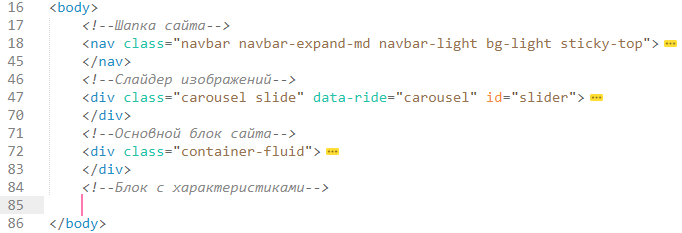 16 <body>
17 <!--Шапка сайта-->
18 <nav class="navbar navbar-expand-md navbar-light bg-light sticky-top">
45 </nav>
46 <!--Слайдер изображений-->
47 <div class="carousel slide" data-ride="carousel" id="slider">
70 </div>
71 <!--Основной блок сайта-->
72 <div class="container-fluid">
83 </div>
84 <!--Блок с характеристиками-->
85
86 </body>